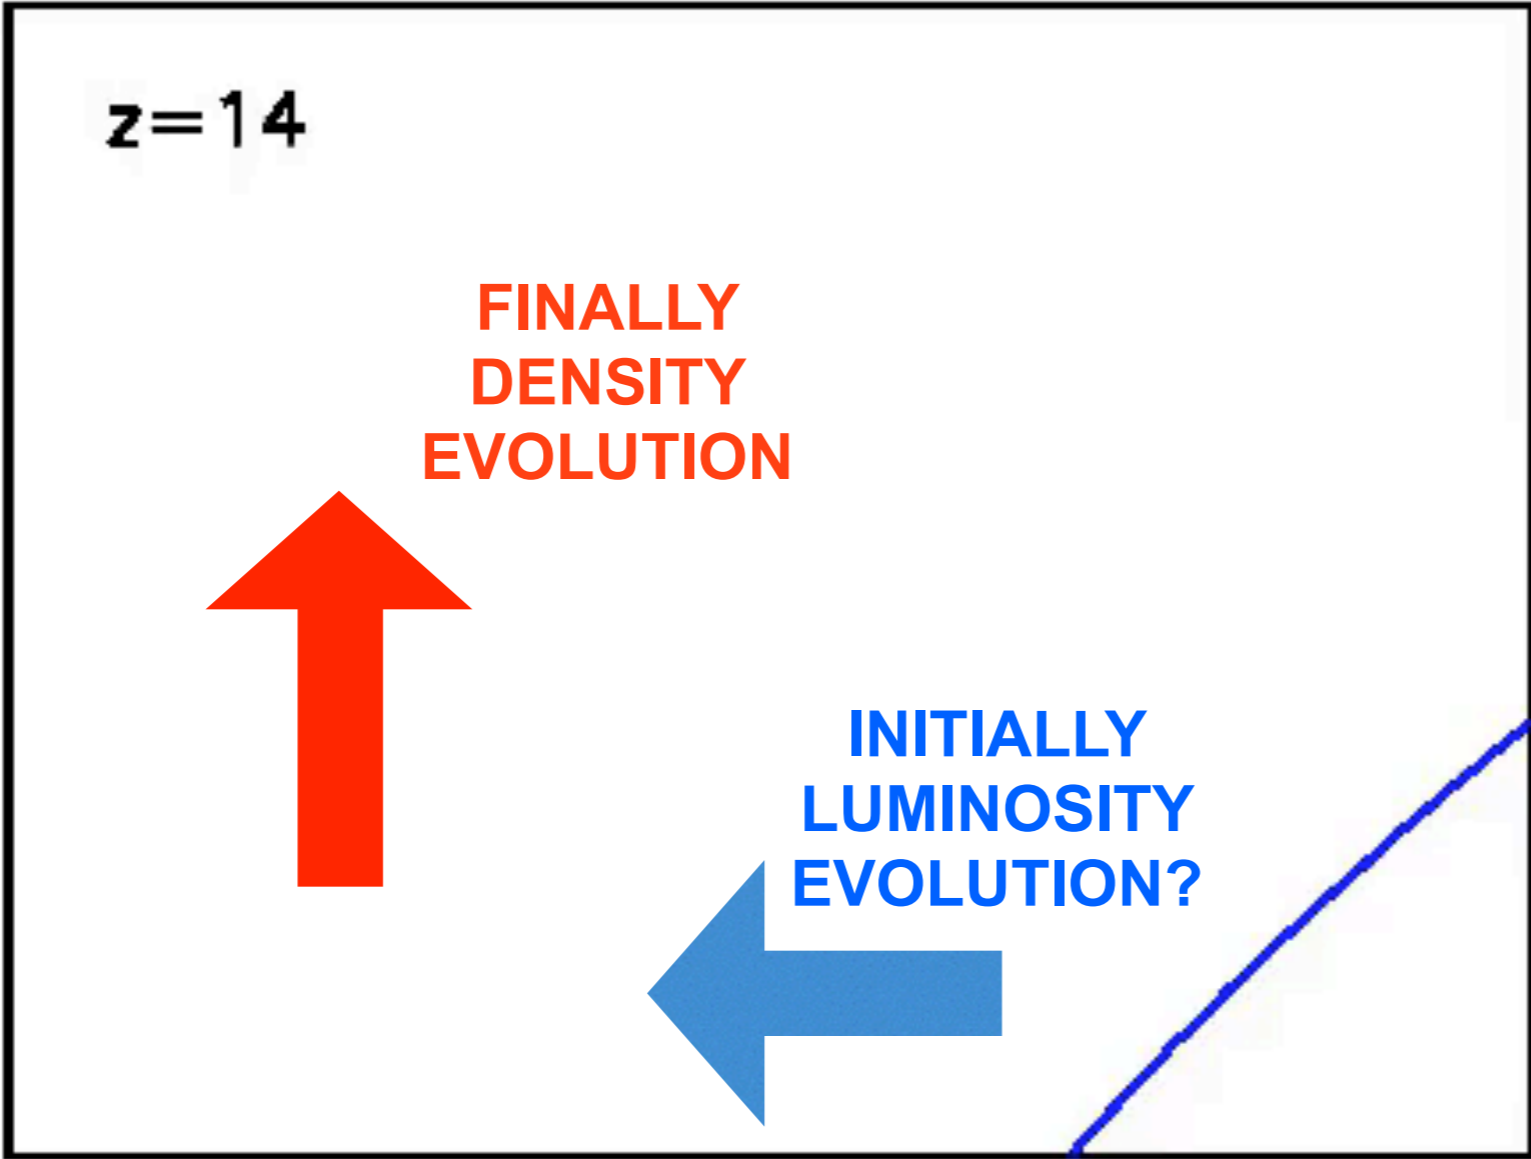 z=14
FINALLY
DENSITY
EVOLUTION
INITIALLY
LUMINOSITY
EVOLUTION?